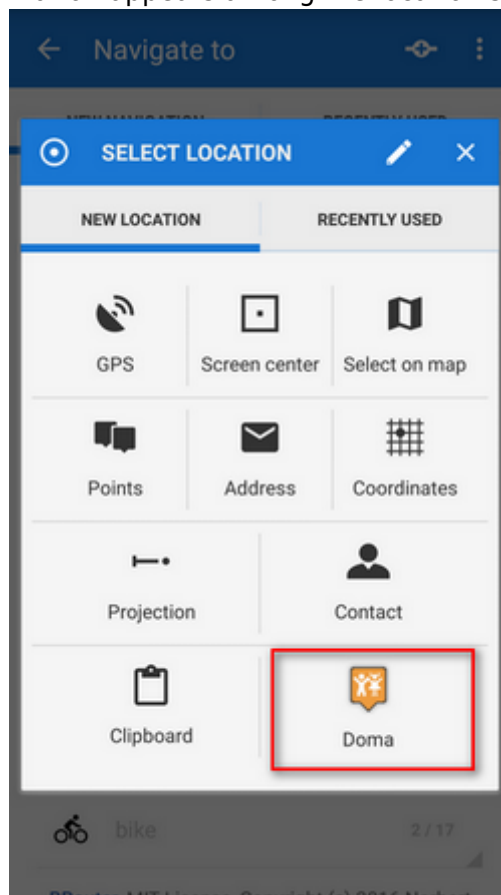 Navigate to
SELECT LOCATION
NEW LOCATION
RECENTLY USED
GPS
Screen center
Select on map
Points
Address
Coordinates
Projection
Contact
Clipboard
Doma
bike
2 / 17